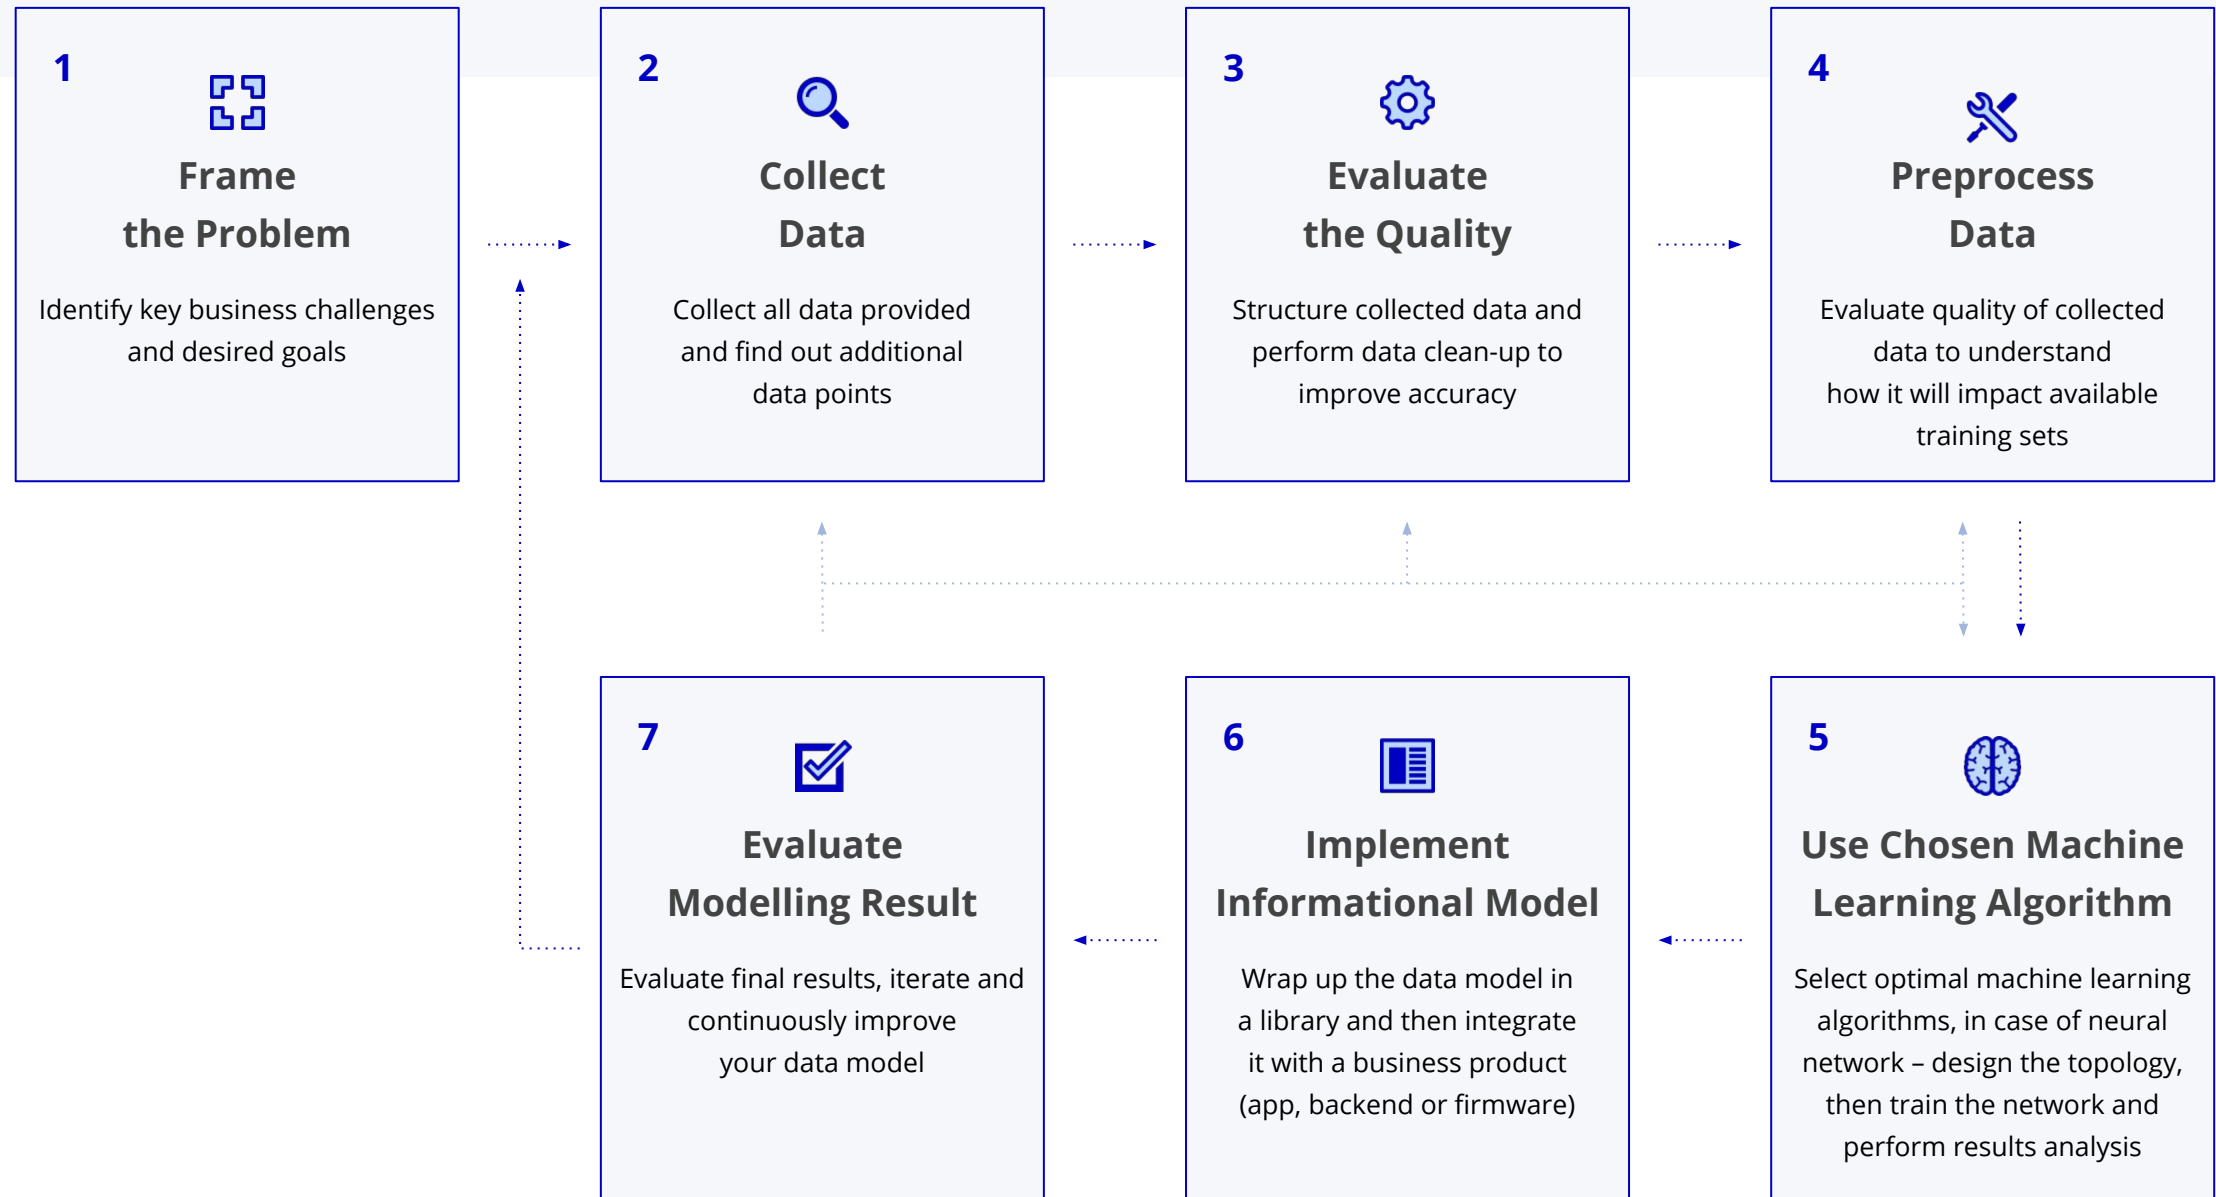 1
Frame
the Problem
Identify key business challenges
and desired goals
2
Collect
Data
Collect all data provided
and find out additional
data points
3
Evaluate
the Quality
Structure collected data and
perform data clean-up to
improve accuracy
4
Preprocess
Data
Evaluate quality of collected
data to understand
how it will impact available
training sets
5
Use Chosen Machine
Learning Algorithm
Select optimal machine learning
algorithms, in case of neural
network – design the topology,
then train the network and
perform results analysis
6
Implement
Informational Model
Wrap up the data model in
a library and then integrate
it with a business product
(app, backend or firmware)
7
Evaluate
Modelling Result
Evaluate final results, iterate and
continuously improve
your data model